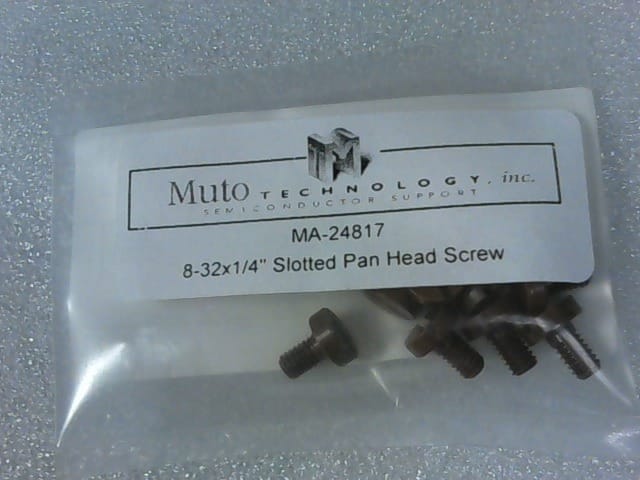 Muto TECHNOLOGY, inc.
SEMICONDUCTOR SUPPORT
MA-24817
8-32x1/4" Slotted Pan Head Screw